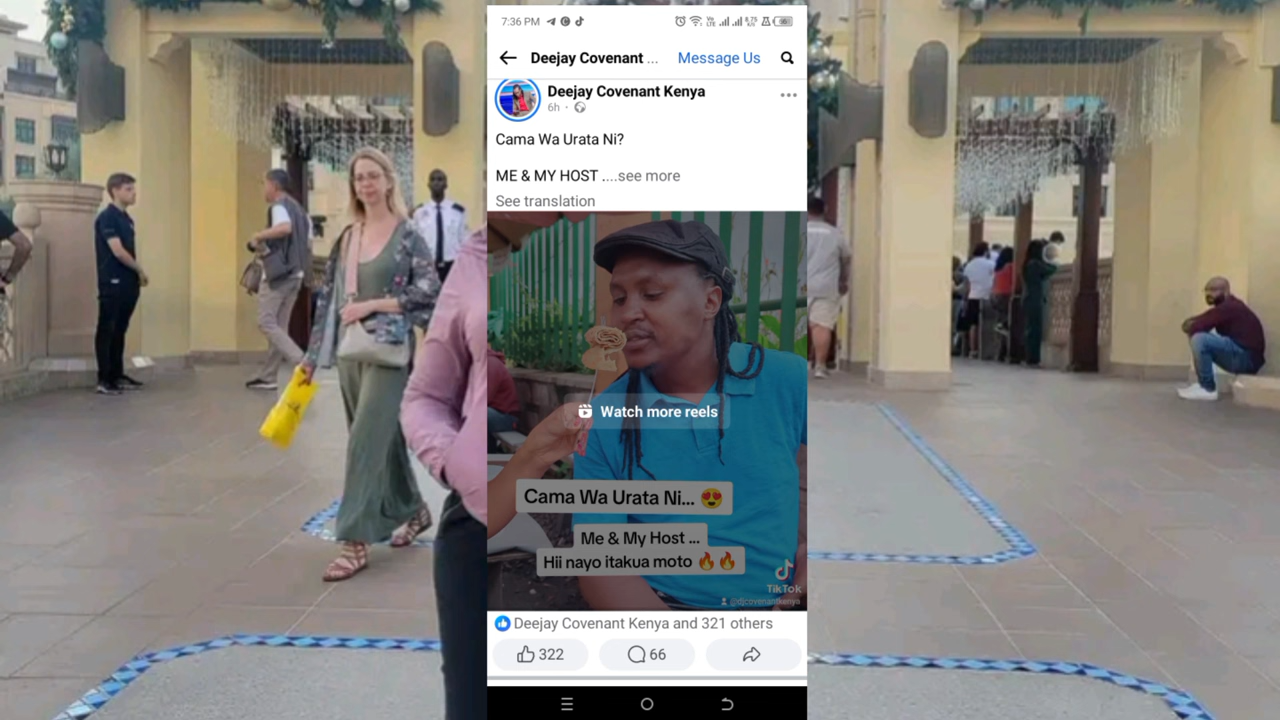 7:36 PM
Deejay Covenant ...
Message Us
Deejay Covenant Kenya
6h ·
Cama Wa Urata Ni?
ME & MY HOST ....see more
See translation
Watch more reels
Cama Wa Urata Ni... 😍
Me & My Host ...
Hii nayo itakua moto 🔥🔥
TikTok
@djcovenantkenya
Deejay Covenant Kenya and 321 others
322
66